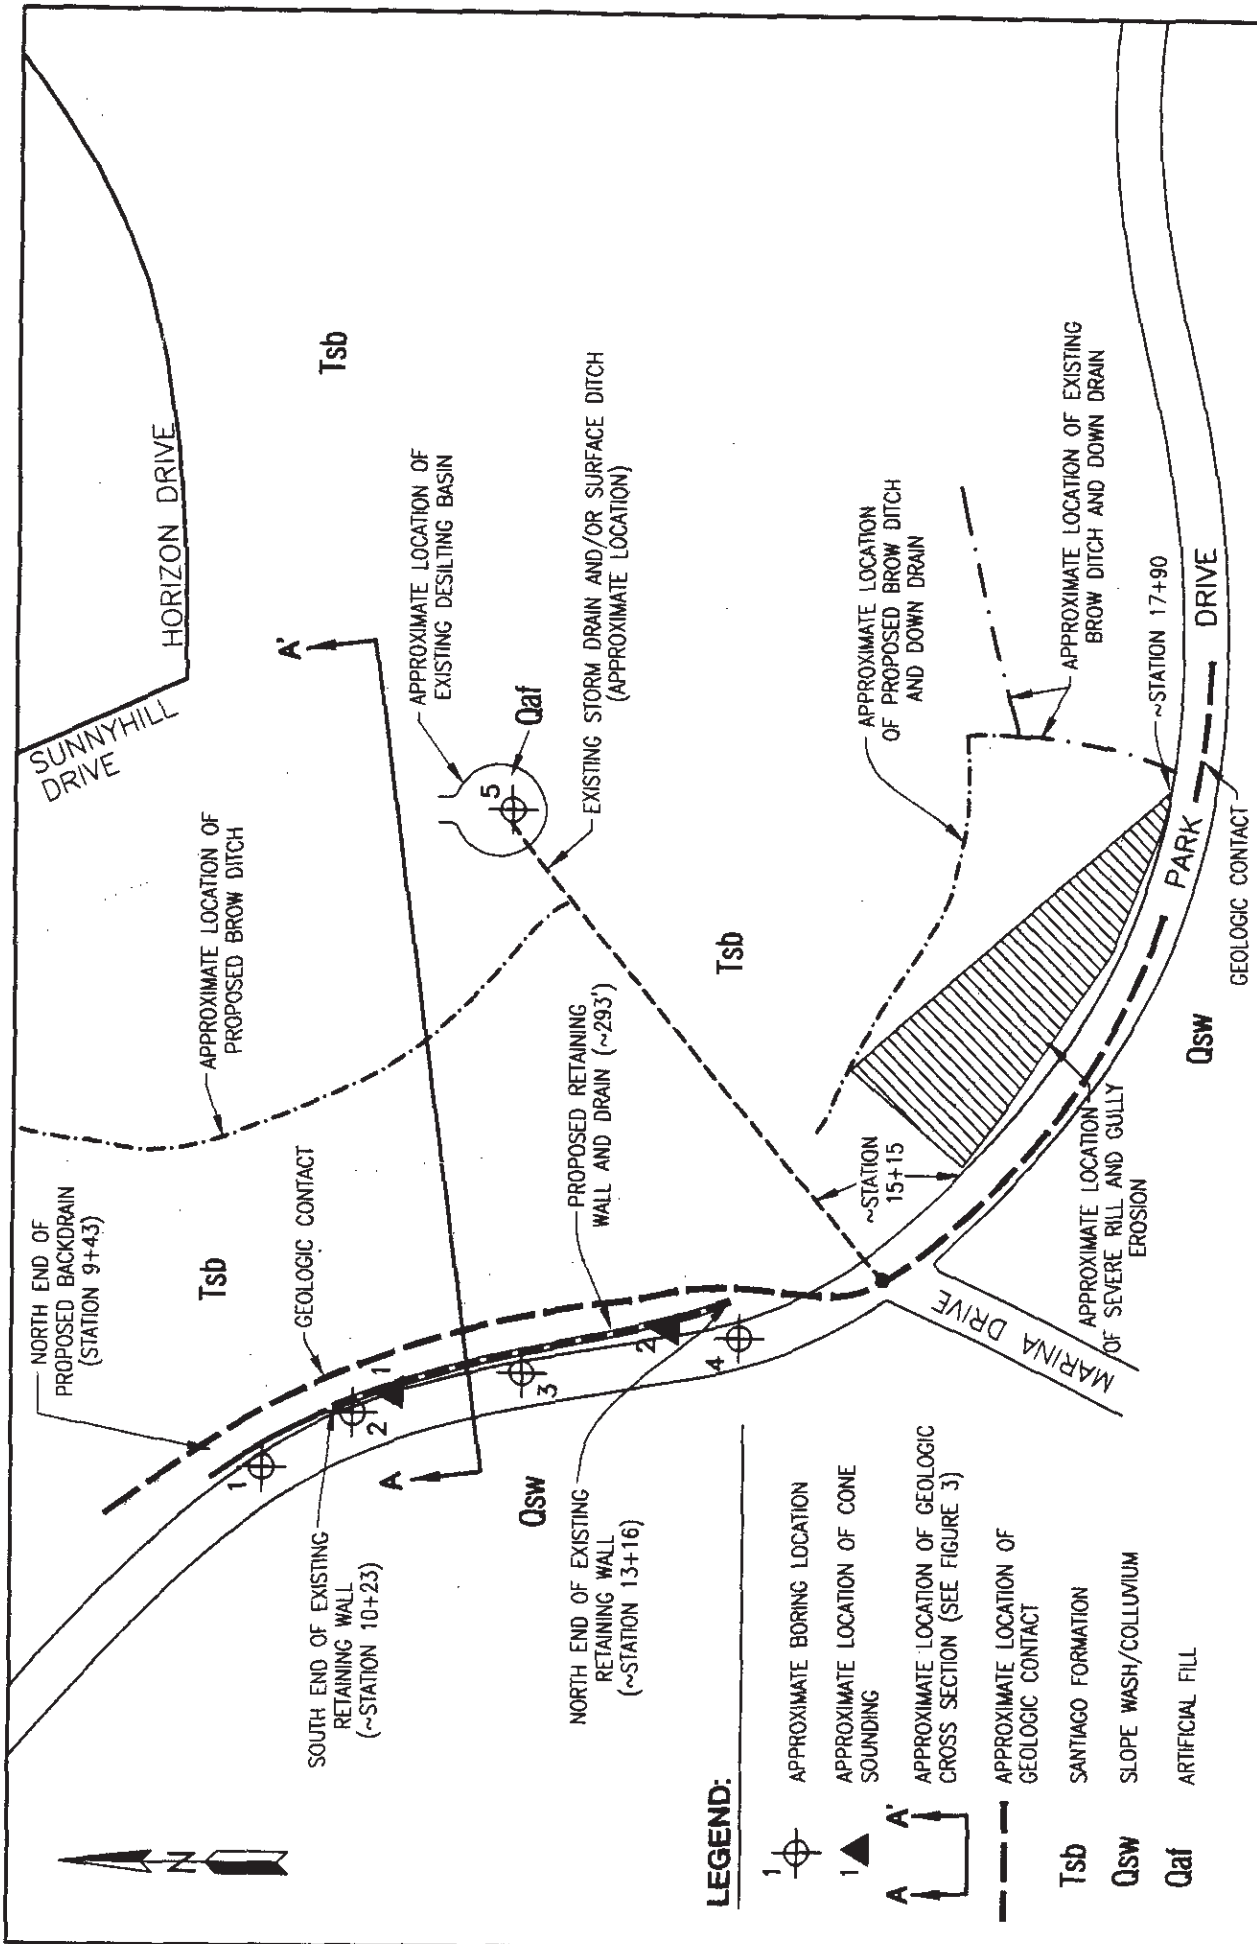 SUNNYHILL
DRIVE
HORIZON DRIVE
Tsb
NORTH END OF
PROPOSED BACKDRAIN
(STATION 9+43)
Tsb
APPROXIMATE LOCATION OF
PROPOSED BROW DITCH
GEOLOGIC CONTACT
A'
APPROXIMATE LOCATION OF
EXISTING DESILTING BASIN
Qaf
5
EXISTING STORM DRAIN AND/OR SURFACE DITCH
(APPROXIMATE LOCATION)
SOUTH END OF EXISTING
RETAINING WALL
(~STATION 10+23)
1
2
1
A
3
2
4
Qsw
PROPOSED RETAINING
WALL AND DRAIN (~293')
NORTH END OF EXISTING
RETAINING WALL
(~STATION 13+16)
Tsb
APPROXIMATE LOCATION
OF PROPOSED BROW DITCH
AND DOWN DRAIN
APPROXIMATE LOCATION OF EXISTING
BROW DITCH AND DOWN DRAIN
~STATION
15+15
~STATION 17+90
MARINA DRIVE
PARK
DRIVE
APPROXIMATE LOCATION
OF SEVERE RILL AND GULLY
EROSION
Qsw
GEOLOGIC CONTACT
N
LEGEND:
1
APPROXIMATE BORING LOCATION
1
APPROXIMATE LOCATION OF CONE
SOUNDING
A A'
APPROXIMATE LOCATION OF GEOLOGIC
CROSS SECTION (SEE FIGURE 3)
APPROXIMATE LOCATION OF
GEOLOGIC CONTACT
Tsb SANTIAGO FORMATION
Qsw SLOPE WASH/COLLUVIUM
Qaf ARTIFICIAL FILL